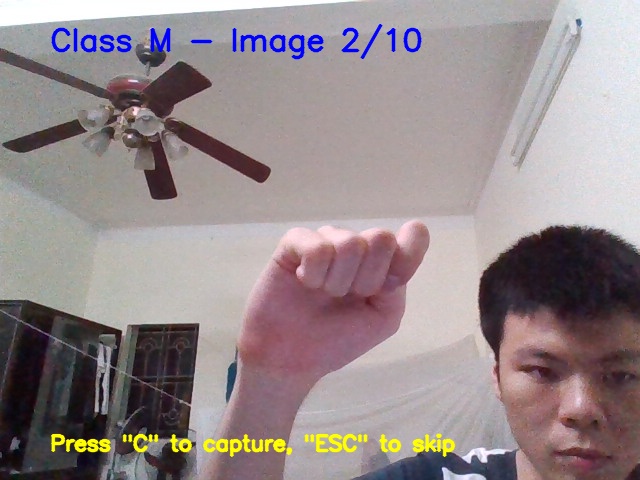 Class M - Image 2/10
Press "C" to capture, "ESC" to skip